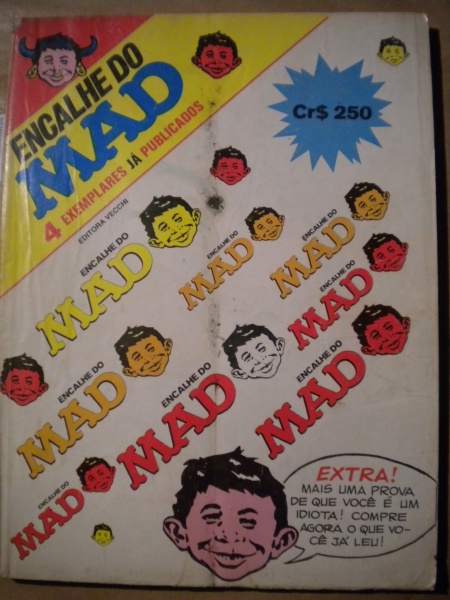 ENCALHE DO
MAD
4 EXEMPLARES JÁ PUBLICADOS
EDITORA VECCHI
Cr$ 250
ENCALHE DO
MAD
ENCALHE DO
MAD
ENCALHE DO
MAD
ENCALHE DO
MAD
ENCALHE DO
MAD
ENCALHE DO
MAD
ENCALHE DO
MAD
ENCALHE DO
MAD
EXTRA!
MAIS UMA PROVA
DE QUE VOCÊ É UM
IDIOTA! COMPRE
AGORA O QUE VO-
CÊ JÁ LEU!